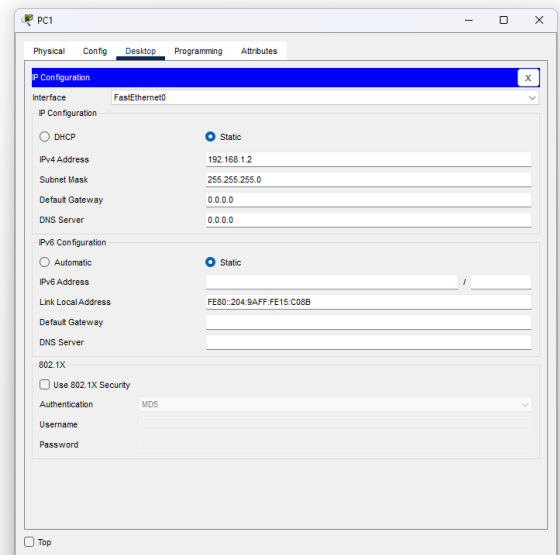 PC1
Physical Config Desktop Programming Attributes
IP Configuration X
Interface FastEthernet0
IP Configuration
DHCP Static
IPv4 Address 192.168.1.2
Subnet Mask 255.255.255.0
Default Gateway 0.0.0.0
DNS Server 0.0.0.0
IPv6 Configuration
Automatic Static
IPv6 Address /
Link Local Address FE80::204:9AFF:FE15:C08B
Default Gateway
DNS Server
802.1X
Use 802.1X Security
Authentication MD5
Username
Password
Top